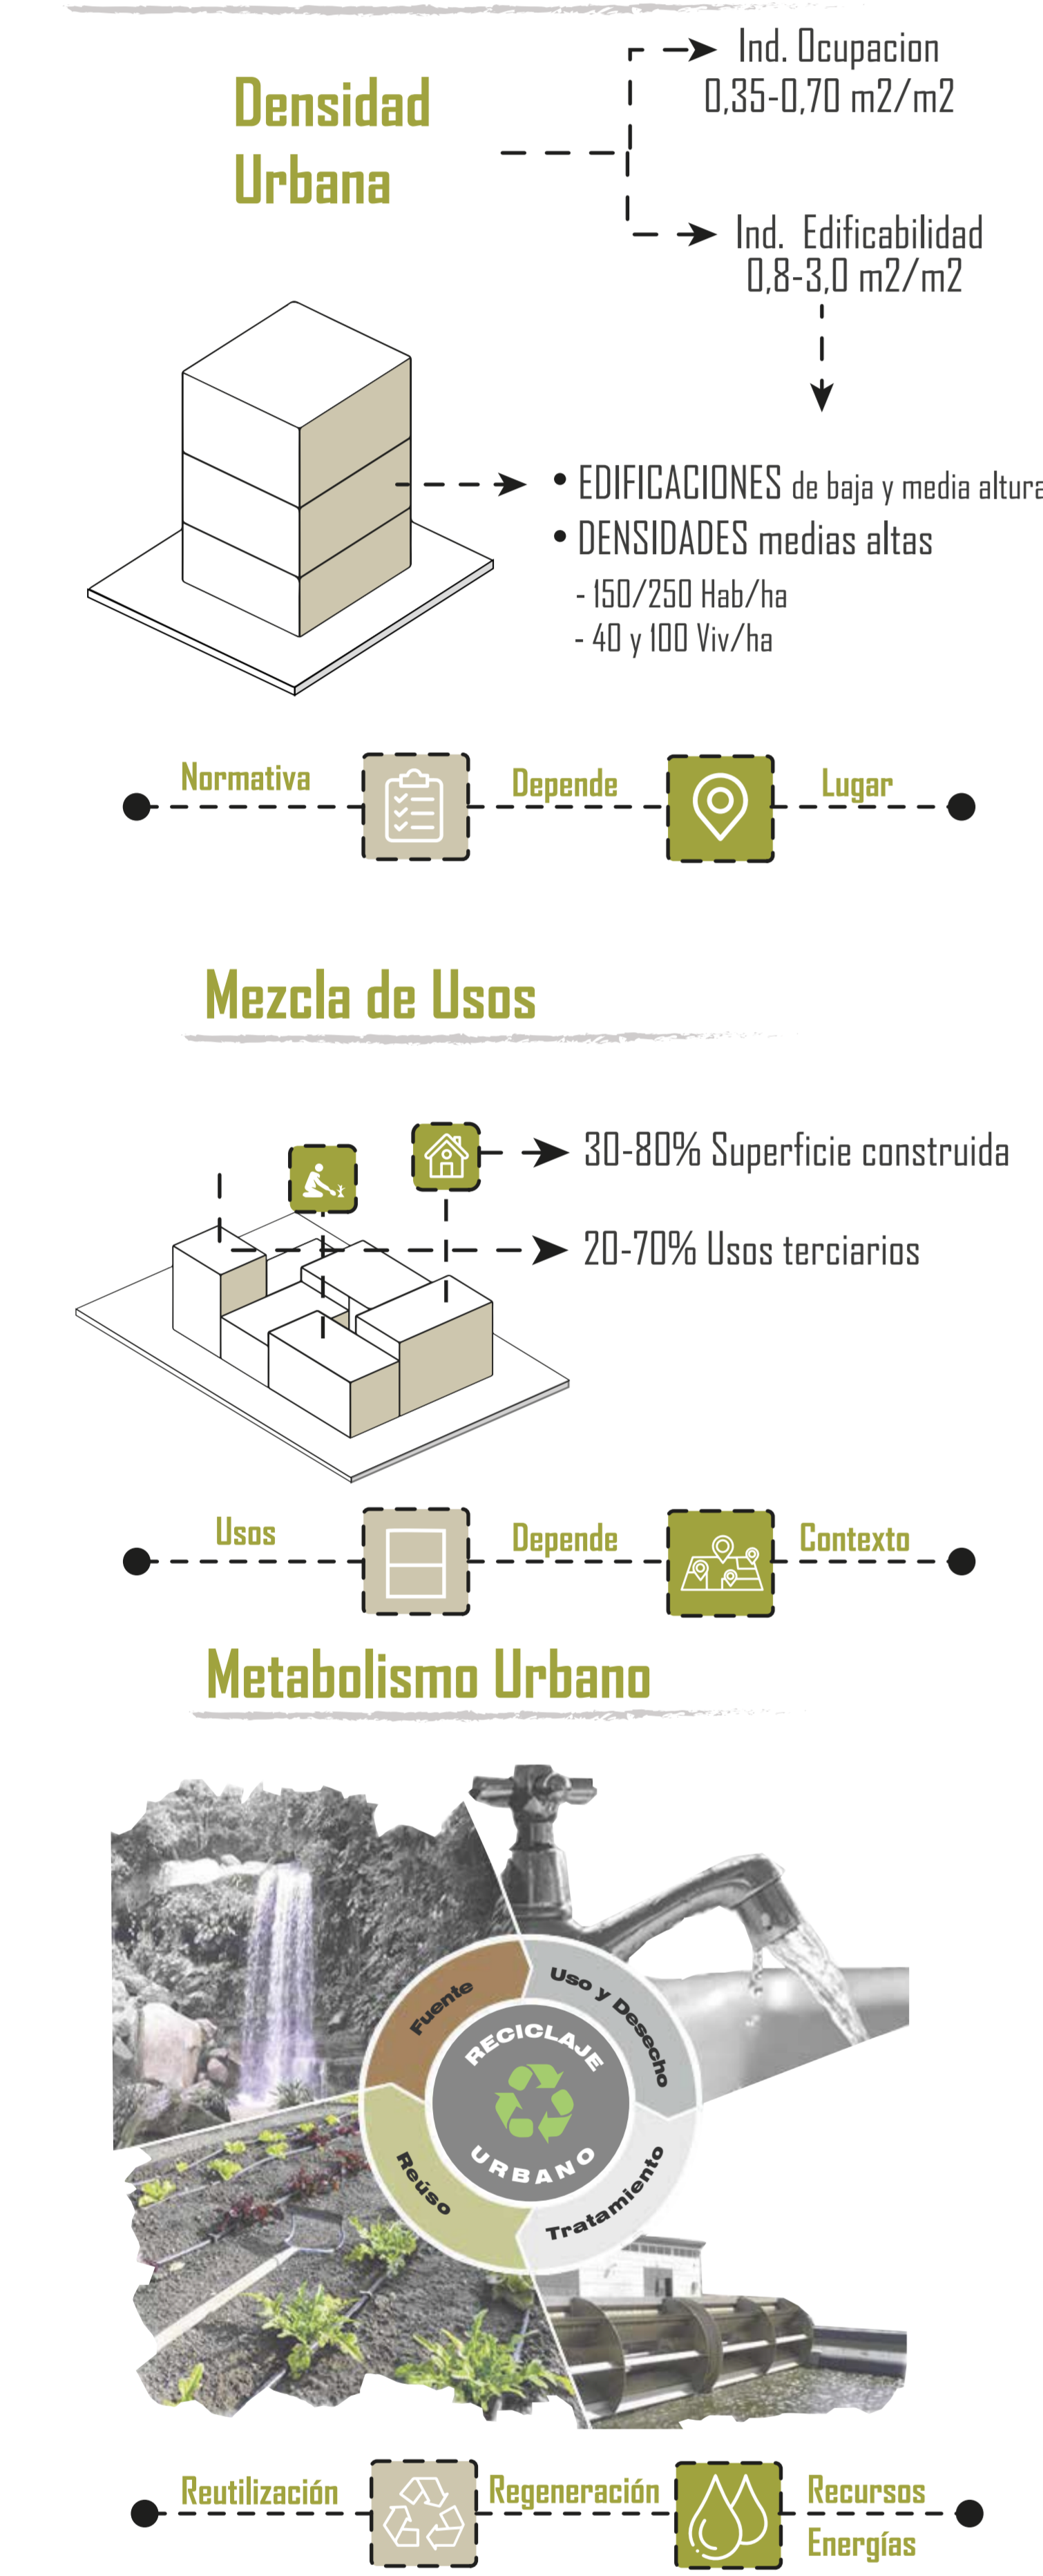 Densidad
Urbana
Ind. Ocupacion
0,35-0,70 m2/m2
Ind. Edificabilidad
0,8-3,0 m2/m2
• EDIFICACIONES de baja y media altura
• DENSIDADES medias altas
- 150/250 Hab/ha
- 40 y 100 Viv/ha
Normativa
Depende
Lugar
Mezcla de Usos
30-80% Superficie construida
20-70% Usos terciarios
Usos
Depende
Contexto
Metabolismo Urbano
Fuente
Uso y Desecho
RECICLAJE
URBANO
Reúso
Tratamiento
Reutilización
Regeneración
Recursos
Energías